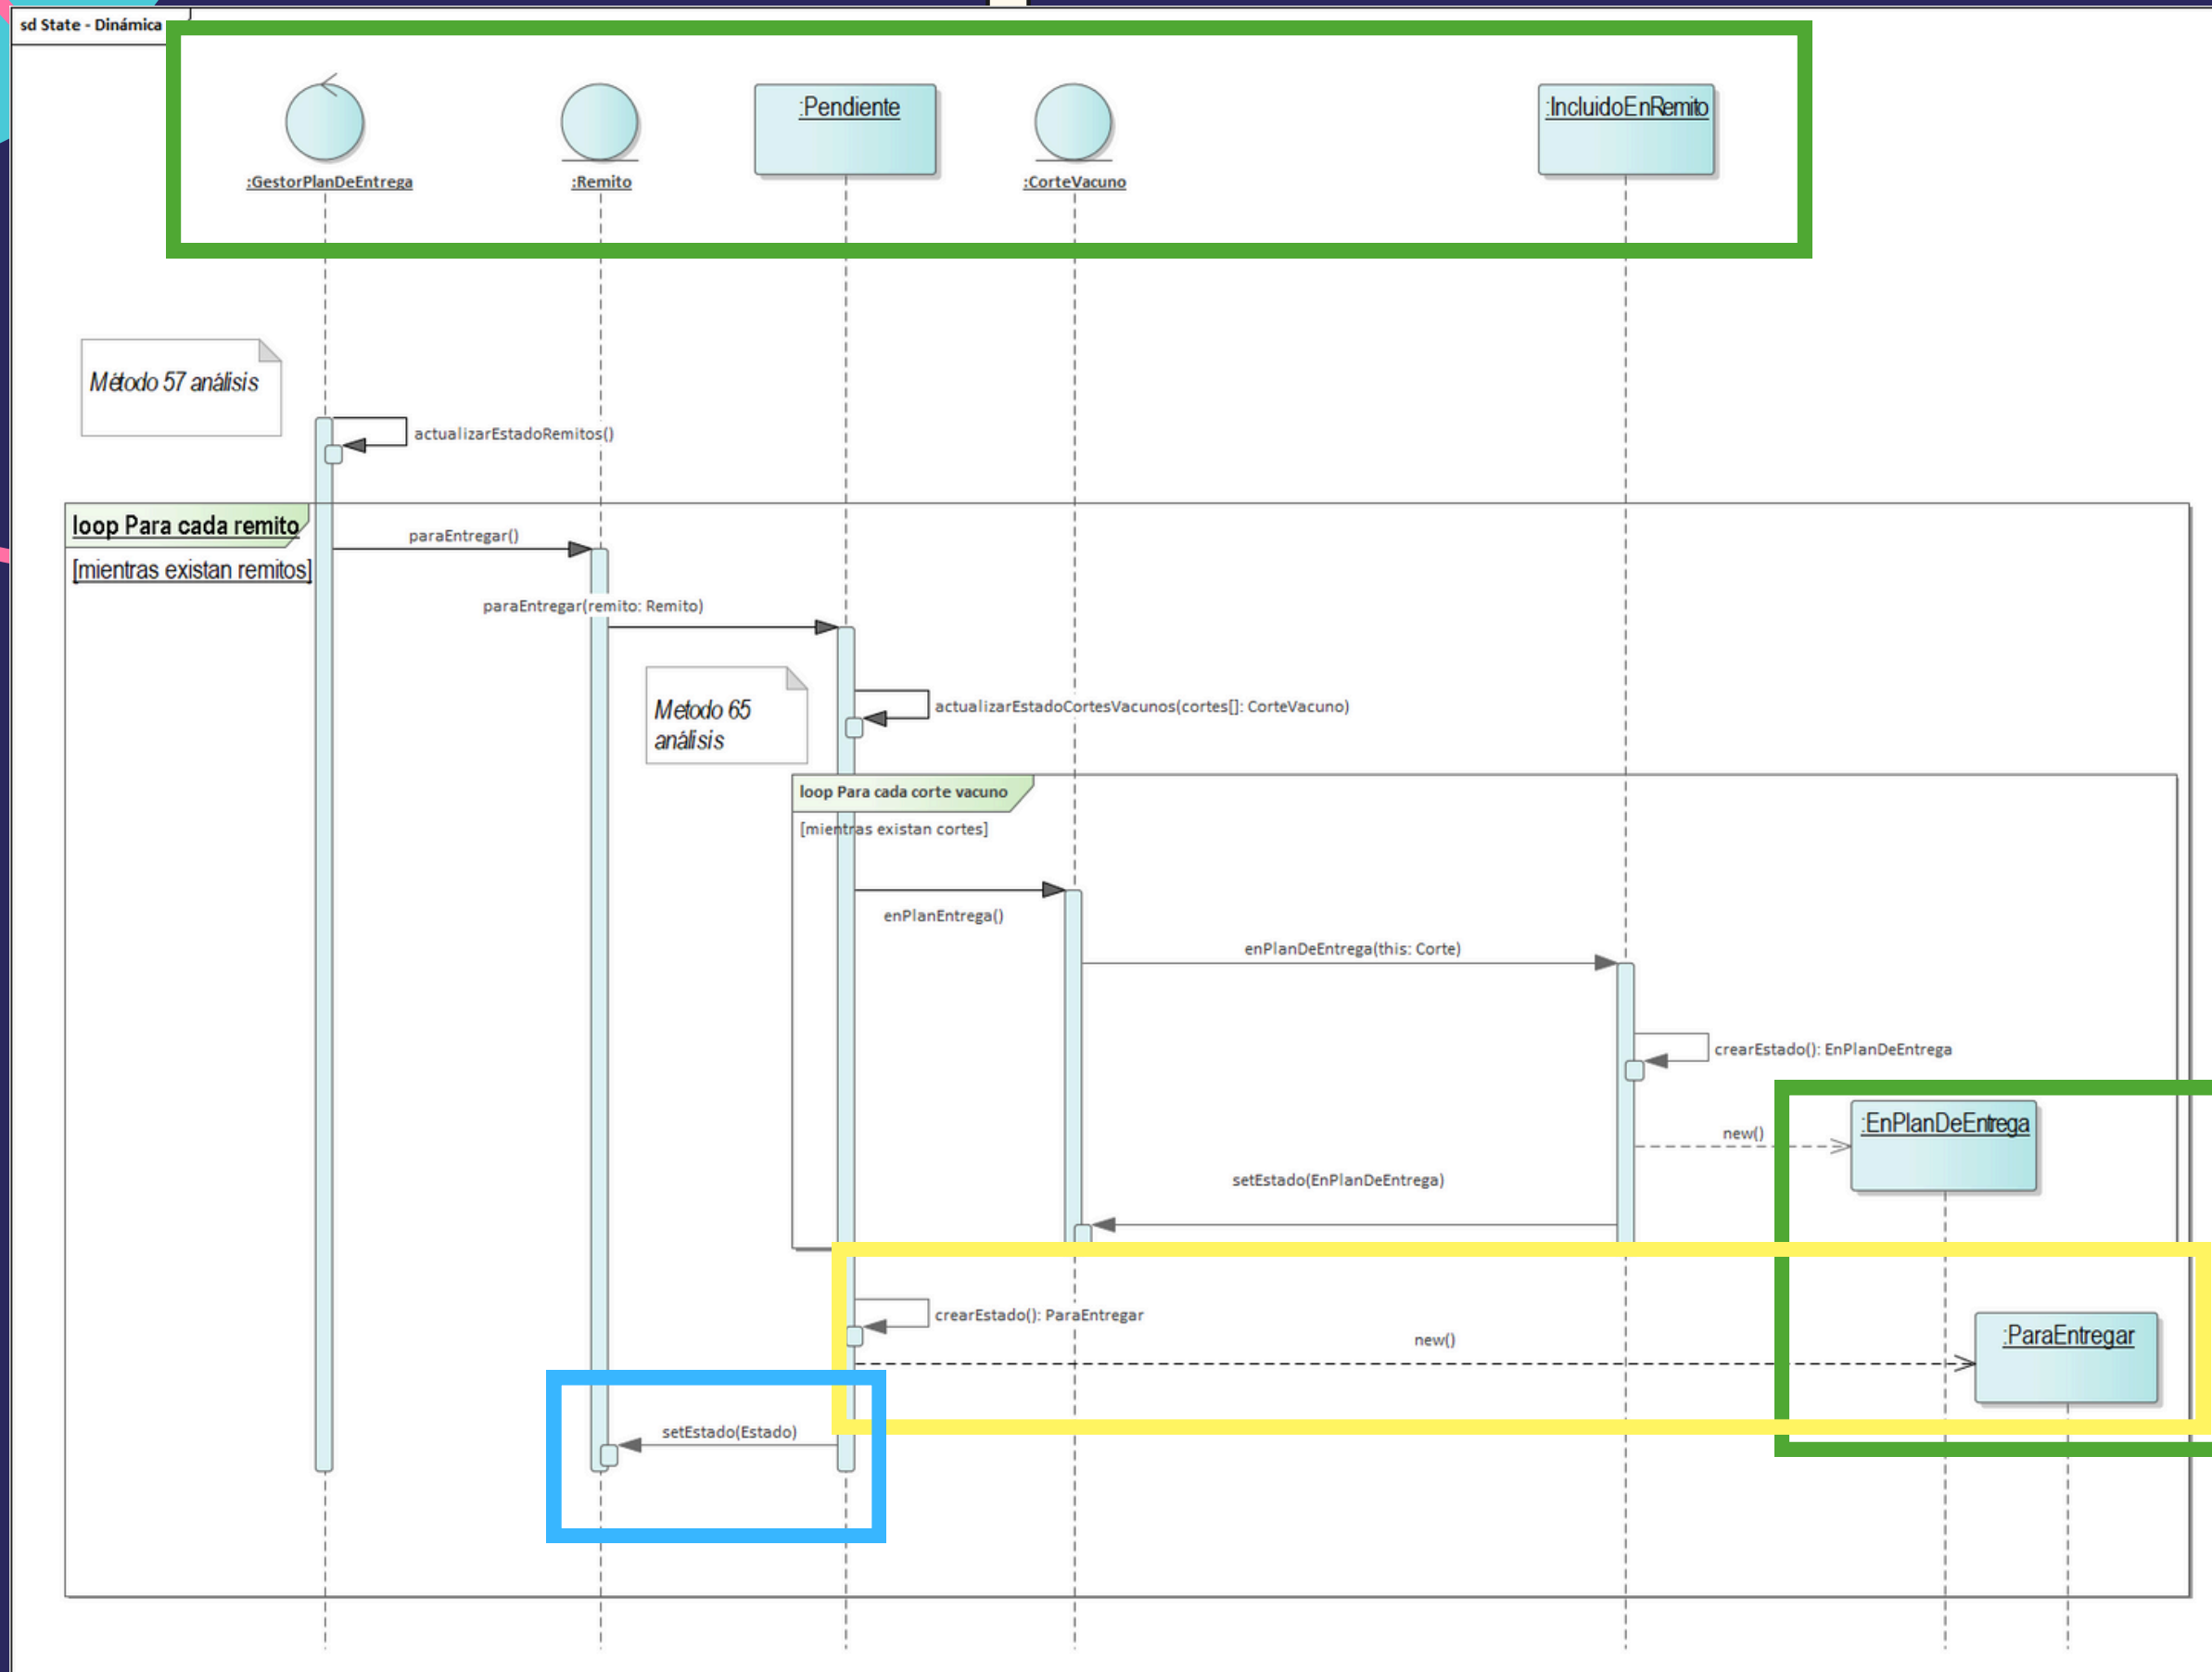 sd State - Dinámica
:GestorPlanDeEntrega
:Remito
:Pendiente
:CorteVacuno
:IncluidoEnRemito
Método 57 análisis
actualizarEstadoRemitos()
loop Para cada remito
[mientras existan remitos]
paraEntregar()
paraEntregar(remito: Remito)
Metodo 65
análisis
actualizarEstadoCortesVacunos(cortes[]: CorteVacuno)
loop Para cada corte vacuno
[mientras existan cortes]
enPlanEntrega()
enPlanDeEntrega(this: Corte)
crearEstado(): EnPlanDeEntrega
new()
:EnPlanDeEntrega
setEstado(EnPlanDeEntrega)
crearEstado(): ParaEntregar
new()
:ParaEntregar
setEstado(Estado)